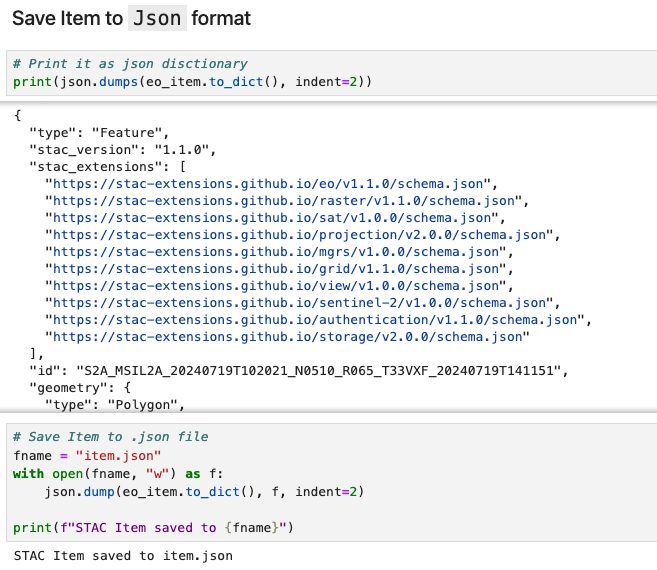 Save Item to Json format
# Print it as json disctionary
print(json.dumps(eo_item.to_dict(), indent=2))
{
  "type": "Feature",
  "stac_version": "1.1.0",
  "stac_extensions": [
    "https://stac-extensions.github.io/eo/v1.1.0/schema.json",
    "https://stac-extensions.github.io/raster/v1.1.0/schema.json",
    "https://stac-extensions.github.io/sat/v1.0.0/schema.json",
    "https://stac-extensions.github.io/projection/v2.0.0/schema.json",
    "https://stac-extensions.github.io/mgrs/v1.0.0/schema.json",
    "https://stac-extensions.github.io/grid/v1.1.0/schema.json",
    "https://stac-extensions.github.io/view/v1.0.0/schema.json",
    "https://stac-extensions.github.io/sentinel-2/v1.0.0/schema.json",
    "https://stac-extensions.github.io/authentication/v1.1.0/schema.json",
    "https://stac-extensions.github.io/storage/v2.0.0/schema.json"
  ],
  "id": "S2A_MSIL2A_20240719T102021_N0510_R065_T33VXF_20240719T141151",
  "geometry": {
    "type": "Polygon",
# Save Item to .json file
fname = "item.json"
with open(fname, "w") as f:
    json.dump(eo_item.to_dict(), f, indent=2)
print(f"STAC Item saved to {fname}")
STAC Item saved to item.json